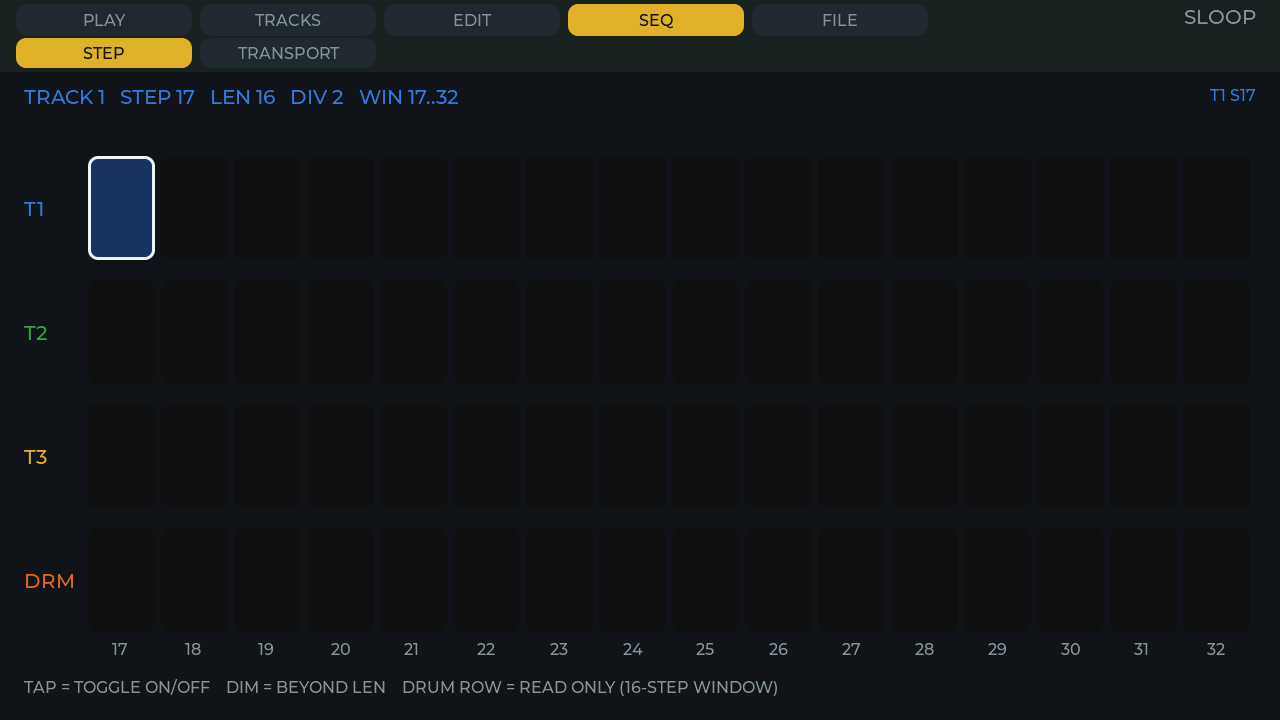 PLAY TRACKS EDIT SEQ FILE SLOOP
STEP TRANSPORT
TRACK 1 STEP 17 LEN 16 DIV 2 WIN 17..32 T1 S17
T1
T2
T3
DRM
17 18 19 20 21 22 23 24 25 26 27 28 29 30 31 32
TAP = TOGGLE ON/OFF DIM = BEYOND LEN DRUM ROW = READ ONLY (16-STEP WINDOW)